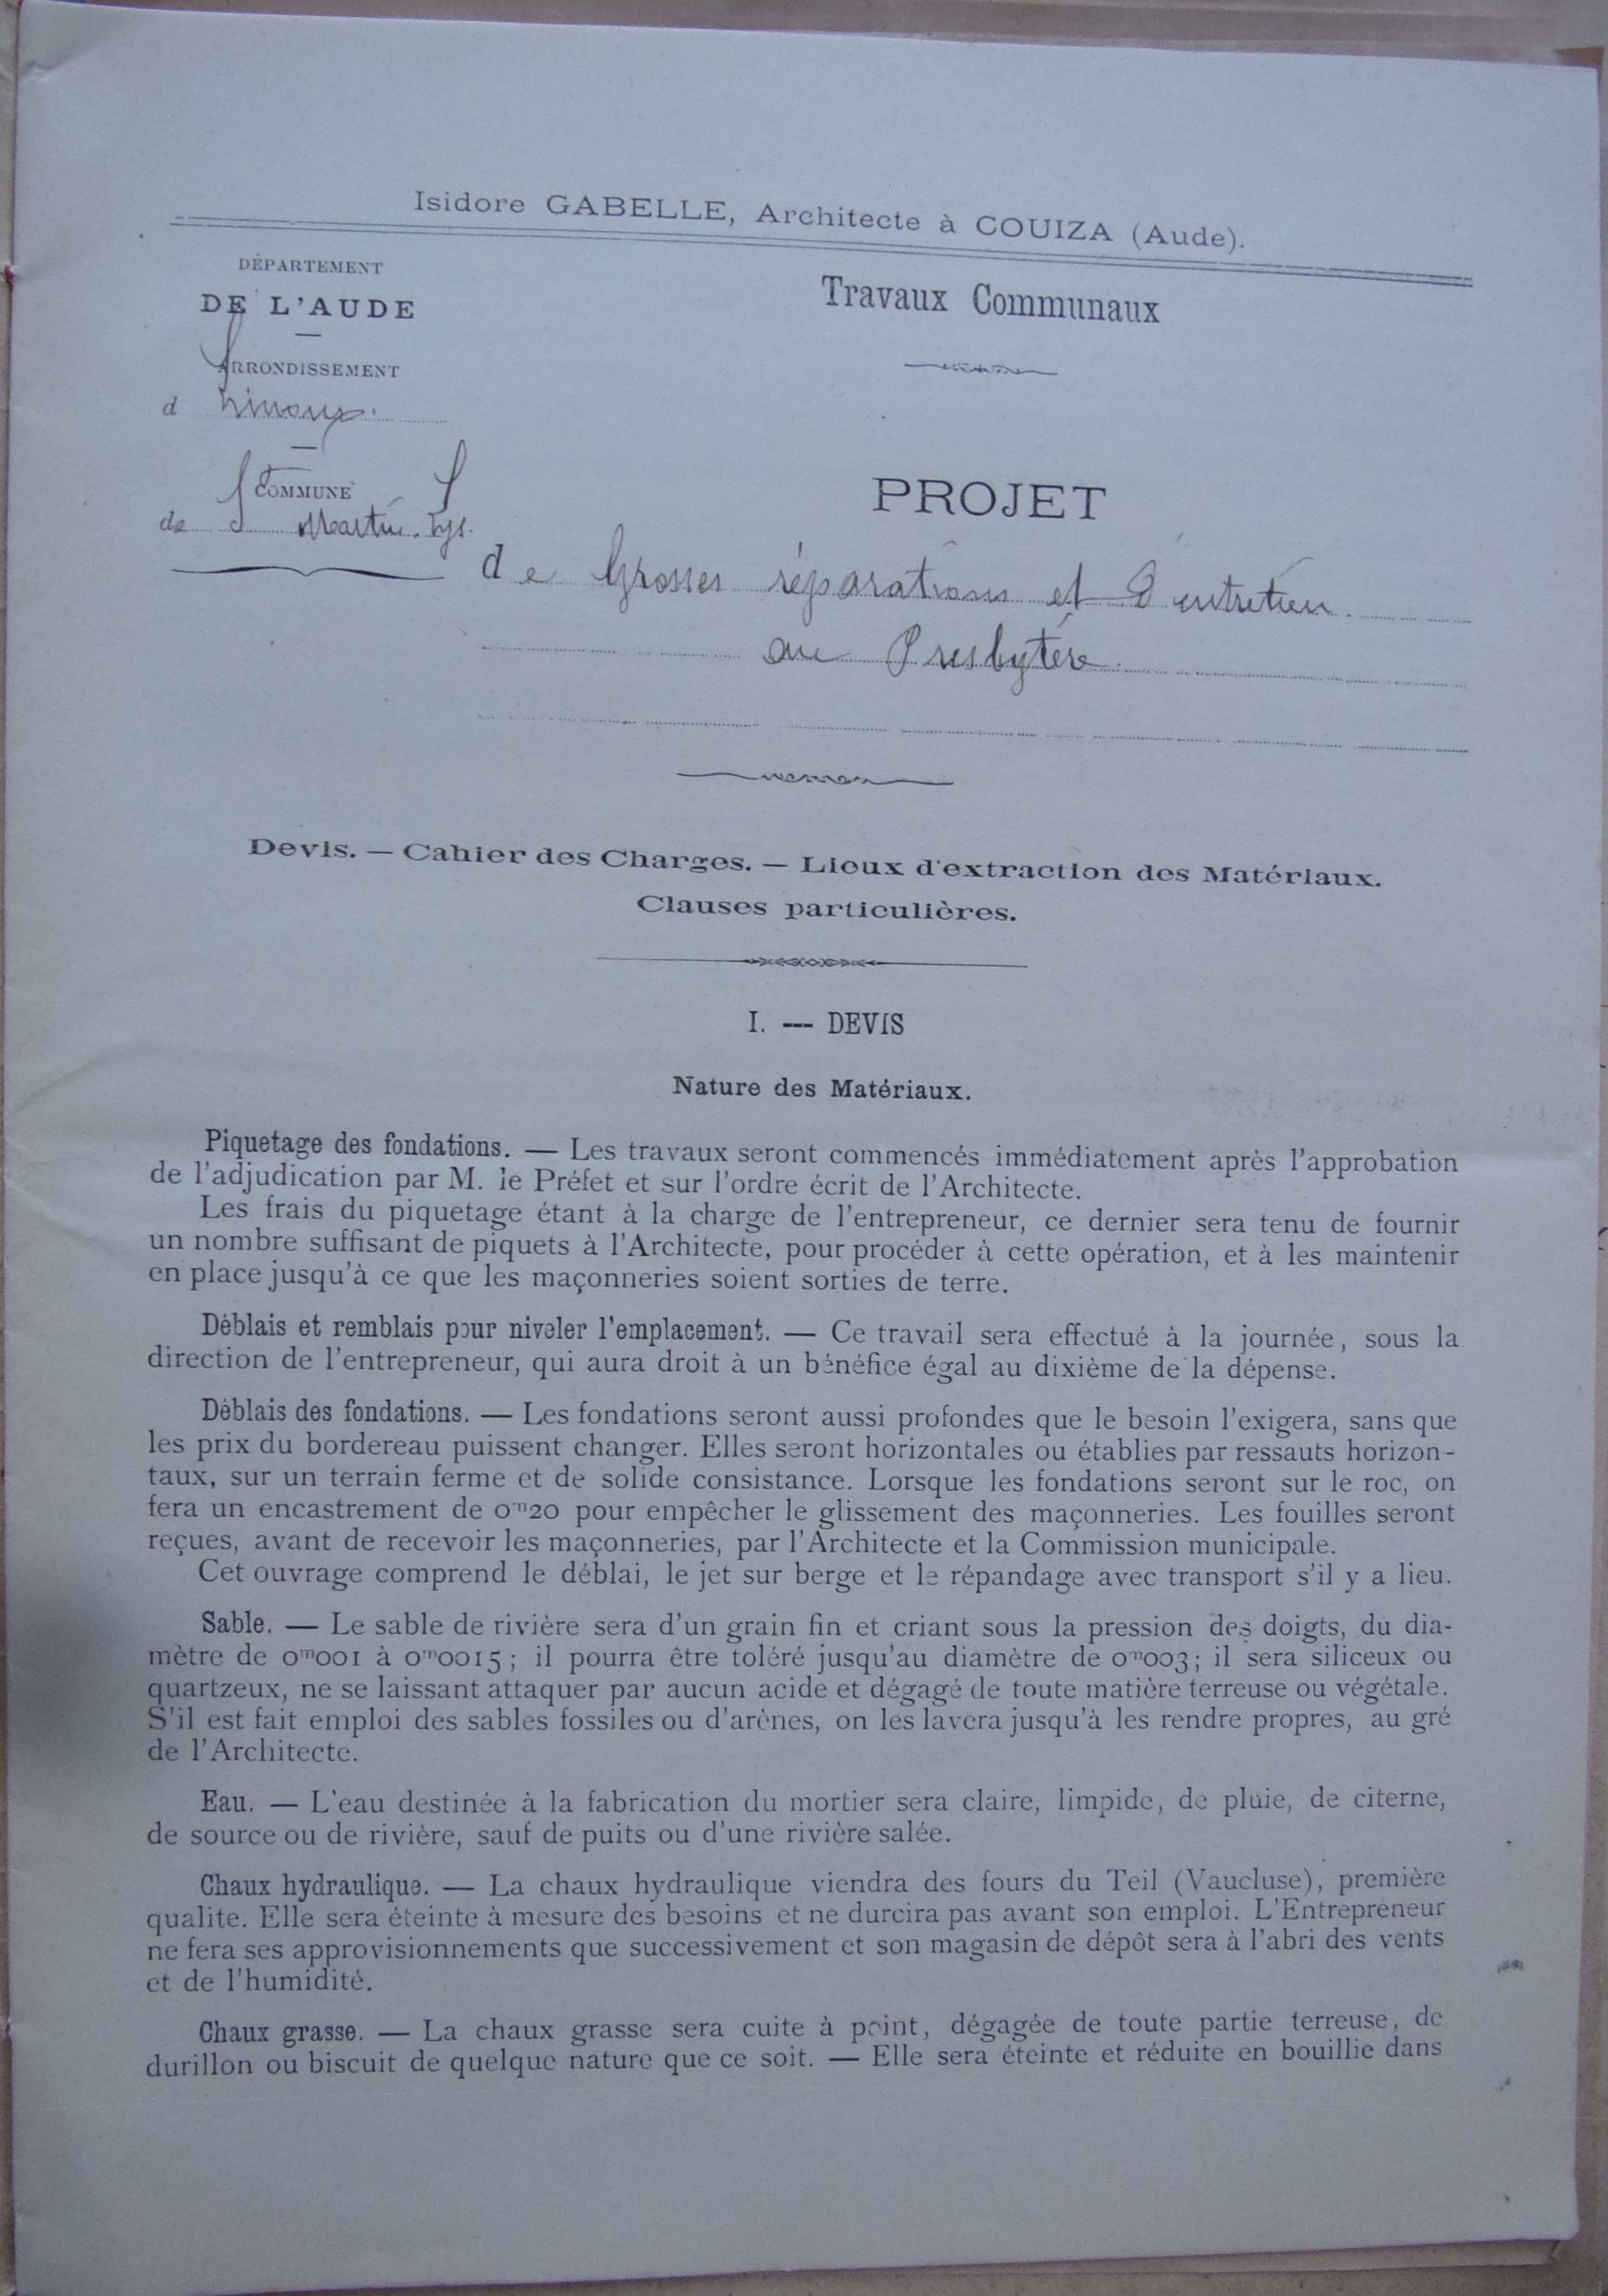 Isidore GABELLE, Architecte à COUIZA (Aude).
DÉPARTEMENT
DE L'AUDE
ARRONDISSEMENT
d Limoux.
COMMUNE
de St Martin-Lys.
Travaux Communaux
PROJET
de Grosses réparations et d'entretien
au Presbytère
Devis. — Cahier des Charges. — Lieux d'extraction des Matériaux.
Clauses particulières.
I. — DEVIS
Nature des Matériaux.
Piquetage des fondations. — Les travaux seront commencés immédiatement après l'approbation
de l'adjudication par M. le Préfet et sur l'ordre écrit de l'Architecte.
Les frais du piquetage étant à la charge de l'entrepreneur, ce dernier sera tenu de fournir
un nombre suffisant de piquets à l'Architecte, pour procéder à cette opération, et à les maintenir
en place jusqu'à ce que les maçonneries soient sorties de terre.
Déblais et remblais pour niveler l'emplacement. — Ce travail sera effectué à la journée, sous la
direction de l'entrepreneur, qui aura droit à un bénéfice égal au dixième de la dépense.
Déblais des fondations. — Les fondations seront aussi profondes que le besoin l'exigera, sans que
les prix du bordereau puissent changer. Elles seront horizontales ou établies par ressauts horizon-
taux, sur un terrain ferme et de solide consistance. Lorsque les fondations seront sur le roc, on
fera un encastrement de 0m20 pour empêcher le glissement des maçonneries. Les fouilles seront
reçues, avant de recevoir les maçonneries, par l'Architecte et la Commission municipale.
Cet ouvrage comprend le déblai, le jet sur berge et le répandage avec transport s'il y a lieu.
Sable. — Le sable de rivière sera d'un grain fin et criant sous la pression des doigts, du dia-
mètre de 0m001 à 0m0015; il pourra être toléré jusqu'au diamètre de 0m003; il sera siliceux ou
quartzeux, ne se laissant attaquer par aucun acide et dégagé de toute matière terreuse ou végétale.
S'il est fait emploi des sables fossiles ou d'arènes, on les lavera jusqu'à les rendre propres, au gré
de l'Architecte.
Eau. — L'eau destinée à la fabrication du mortier sera claire, limpide, de pluie, de citerne,
de source ou de rivière, sauf de puits ou d'une rivière salée.
Chaux hydraulique. — La chaux hydraulique viendra des fours du Teil (Vaucluse), première
qualite. Elle sera éteinte à mesure des besoins et ne durcira pas avant son emploi. L'Entrepreneur
ne fera ses approvisionnements que successivement et son magasin de dépôt sera à l'abri des vents
et de l'humidité.
Chaux grasse. — La chaux grasse sera cuite à point, dégagée de toute partie terreuse, de
durillon ou biscuit de quelque nature que ce soit. — Elle sera éteinte et réduite en bouillie dans